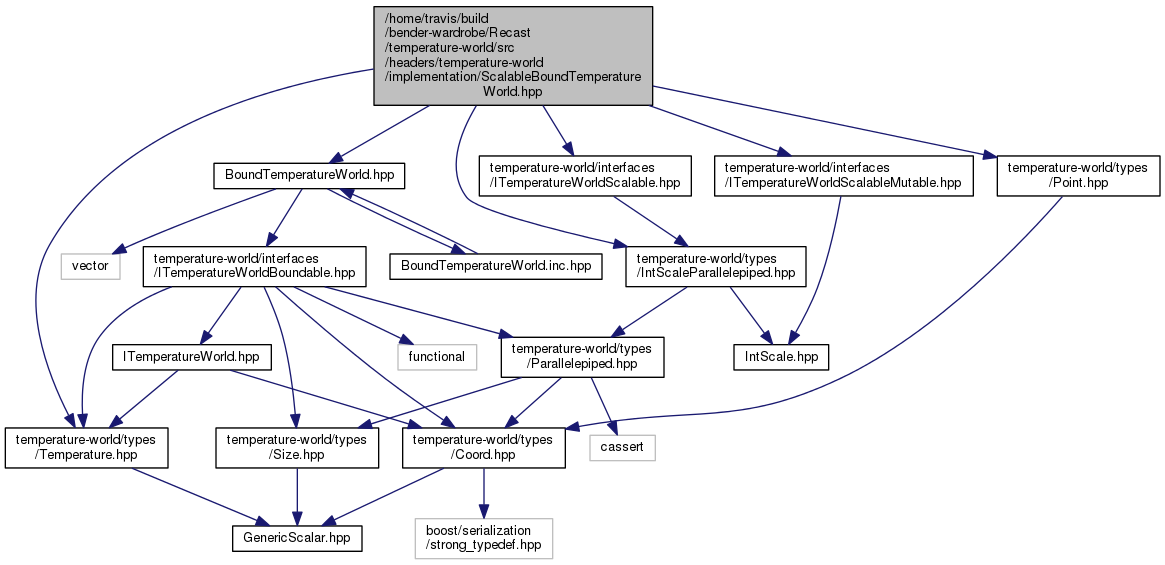 /home/travis/build
/bender-wardrobe/Recast
/temperature-world/src
/headers/temperature-world
/implementation/ScalableBoundTemperature
World.hpp
BoundTemperatureWorld.hpp
temperature-world/interfaces
/ITemperatureWorldScalable.hpp
temperature-world/interfaces
/ITemperatureWorldScalableMutable.hpp
temperature-world/types
/Point.hpp
vector
temperature-world/interfaces
/ITemperatureWorldBoundable.hpp
BoundTemperatureWorld.inc.hpp
temperature-world/types
/IntScaleParallelepiped.hpp
ITemperatureWorld.hpp
functional
temperature-world/types
/Parallelepiped.hpp
IntScale.hpp
temperature-world/types
/Temperature.hpp
temperature-world/types
/Size.hpp
temperature-world/types
/Coord.hpp
cassert
GenericScalar.hpp
boost/serialization
/strong_typedef.hpp